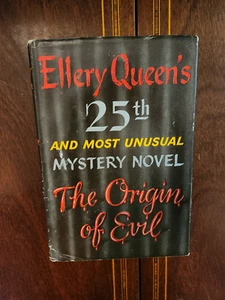 Ellery Queen's
25th
AND MOST UNUSUAL
MYSTERY NOVEL
The Origin
of Evil